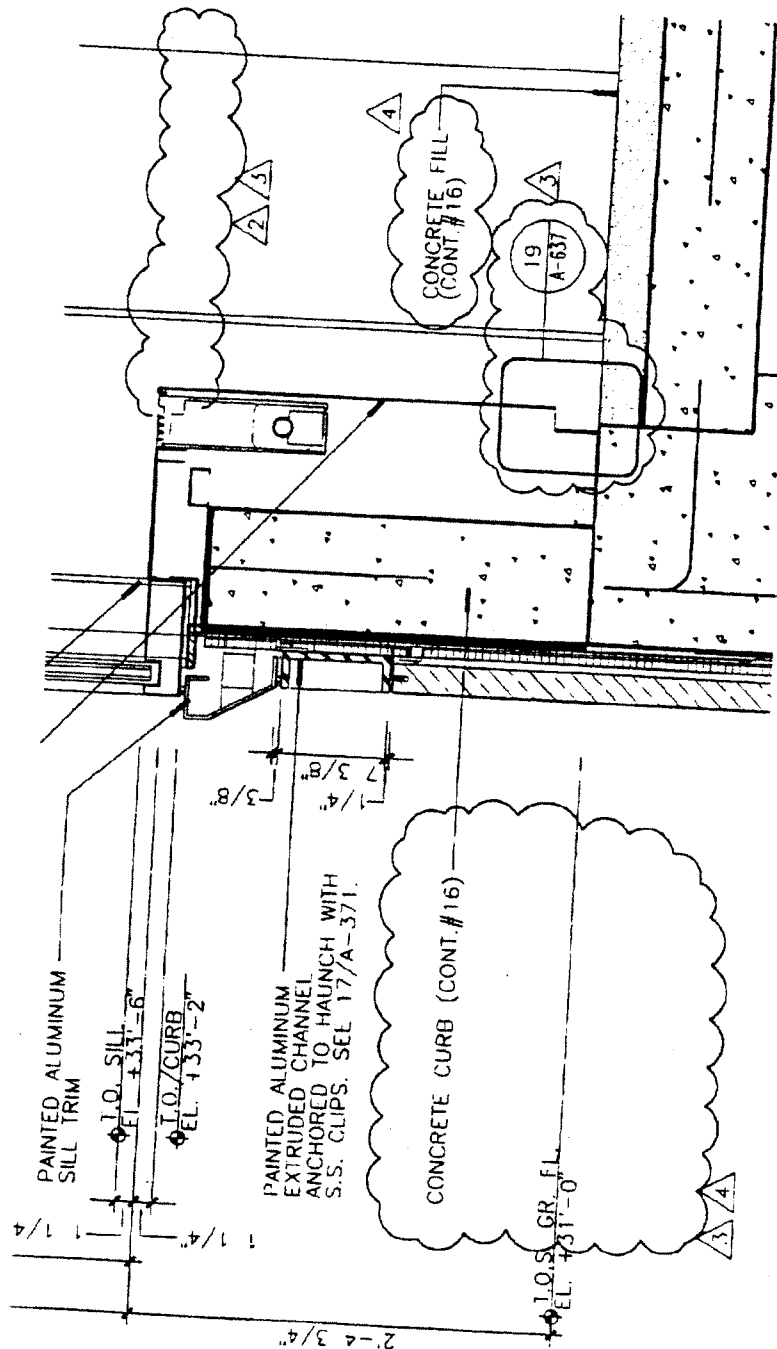 4
CONCRETE FILL
(CONT.#16)
3
2
3
19
A-637
PAINTED ALUMINUM
SILL TRIM
T.O. SILL
EL. +33'-6"
T.O./CURB
EL. +33'-2"
1 1/4
1 1/4"
3/8"
7 3/8"
1/4"
PAINTED ALUMINUM
EXTRUDED CHANNEL
ANCHORED TO HAUNCH WITH
S.S. CLIPS. SEE 17/A-371.
CONCRETE CURB (CONT.#16)
T.O.S. GR. FL.
EL. +31'-0"
2'-4 3/4"
3
4